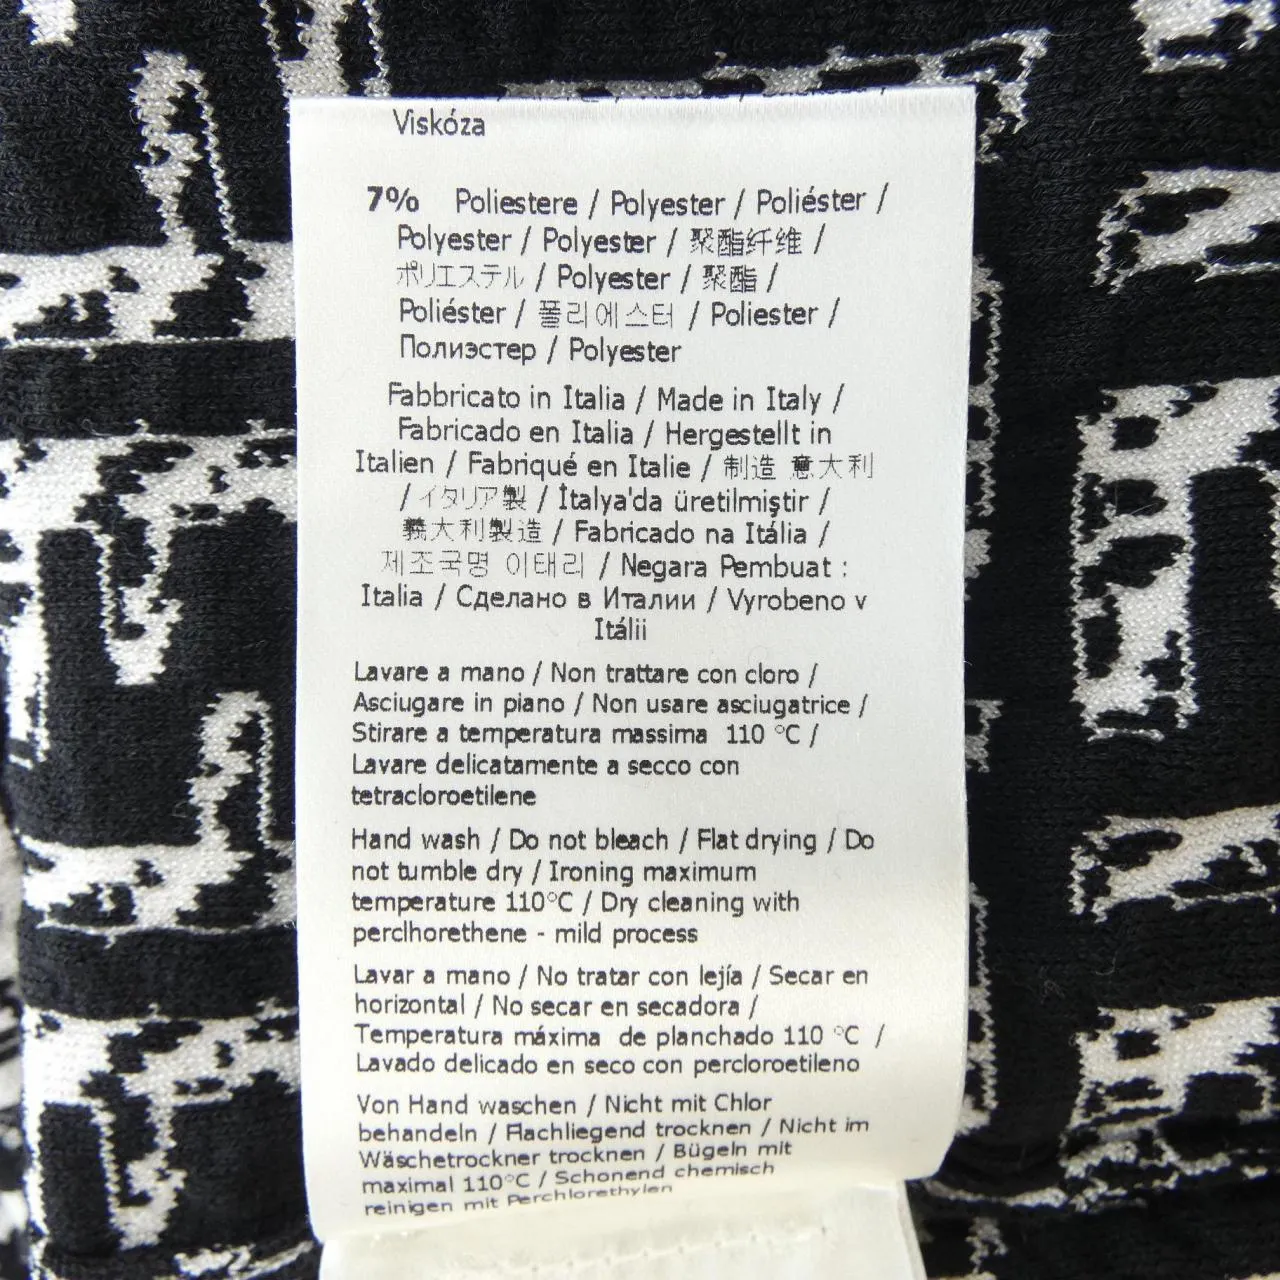 Viskóza
7% Poliestere / Polyester / Poliéster /
Polyester / Polyester / 聚酯纤维 /
ポリエステル / Polyester / 聚酯 /
Poliéster / 폴리에스터 / Poliester /
Полиэстер / Polyester
Fabbricato in Italia / Made in Italy /
Fabricado en Italia / Hergestellt in
Italien / Fabriqué en Italie / 制造 意大利
/ イタリア製 / İtalya'da üretilmiştir /
義大利製造 / Fabricado na Itália /
제조국명 이태리 / Negara Pembuat :
Italia / Сделано в Италии / Vyrobeno v
Itálii
Lavare a mano / Non trattare con cloro /
Asciugare in piano / Non usare asciugatrice /
Stirare a temperatura massima 110 °C /
Lavare delicatamente a secco con
tetracloroetilene
Hand wash / Do not bleach / Flat drying / Do
not tumble dry / Ironing maximum
temperature 110°C / Dry cleaning with
perclhorethene - mild process
Lavar a mano / No tratar con lejía / Secar en
horizontal / No secar en secadora /
Temperatura máxima de planchado 110 °C /
Lavado delicado en seco con percloroetileno
Von Hand waschen / Nicht mit Chlor
behandeln / Flachliegend trocknen / Nicht im
Wäschetrockner trocknen / Bügeln mit
maximal 110°C / Schonend chemisch
reinigen mit Perchlorethylen